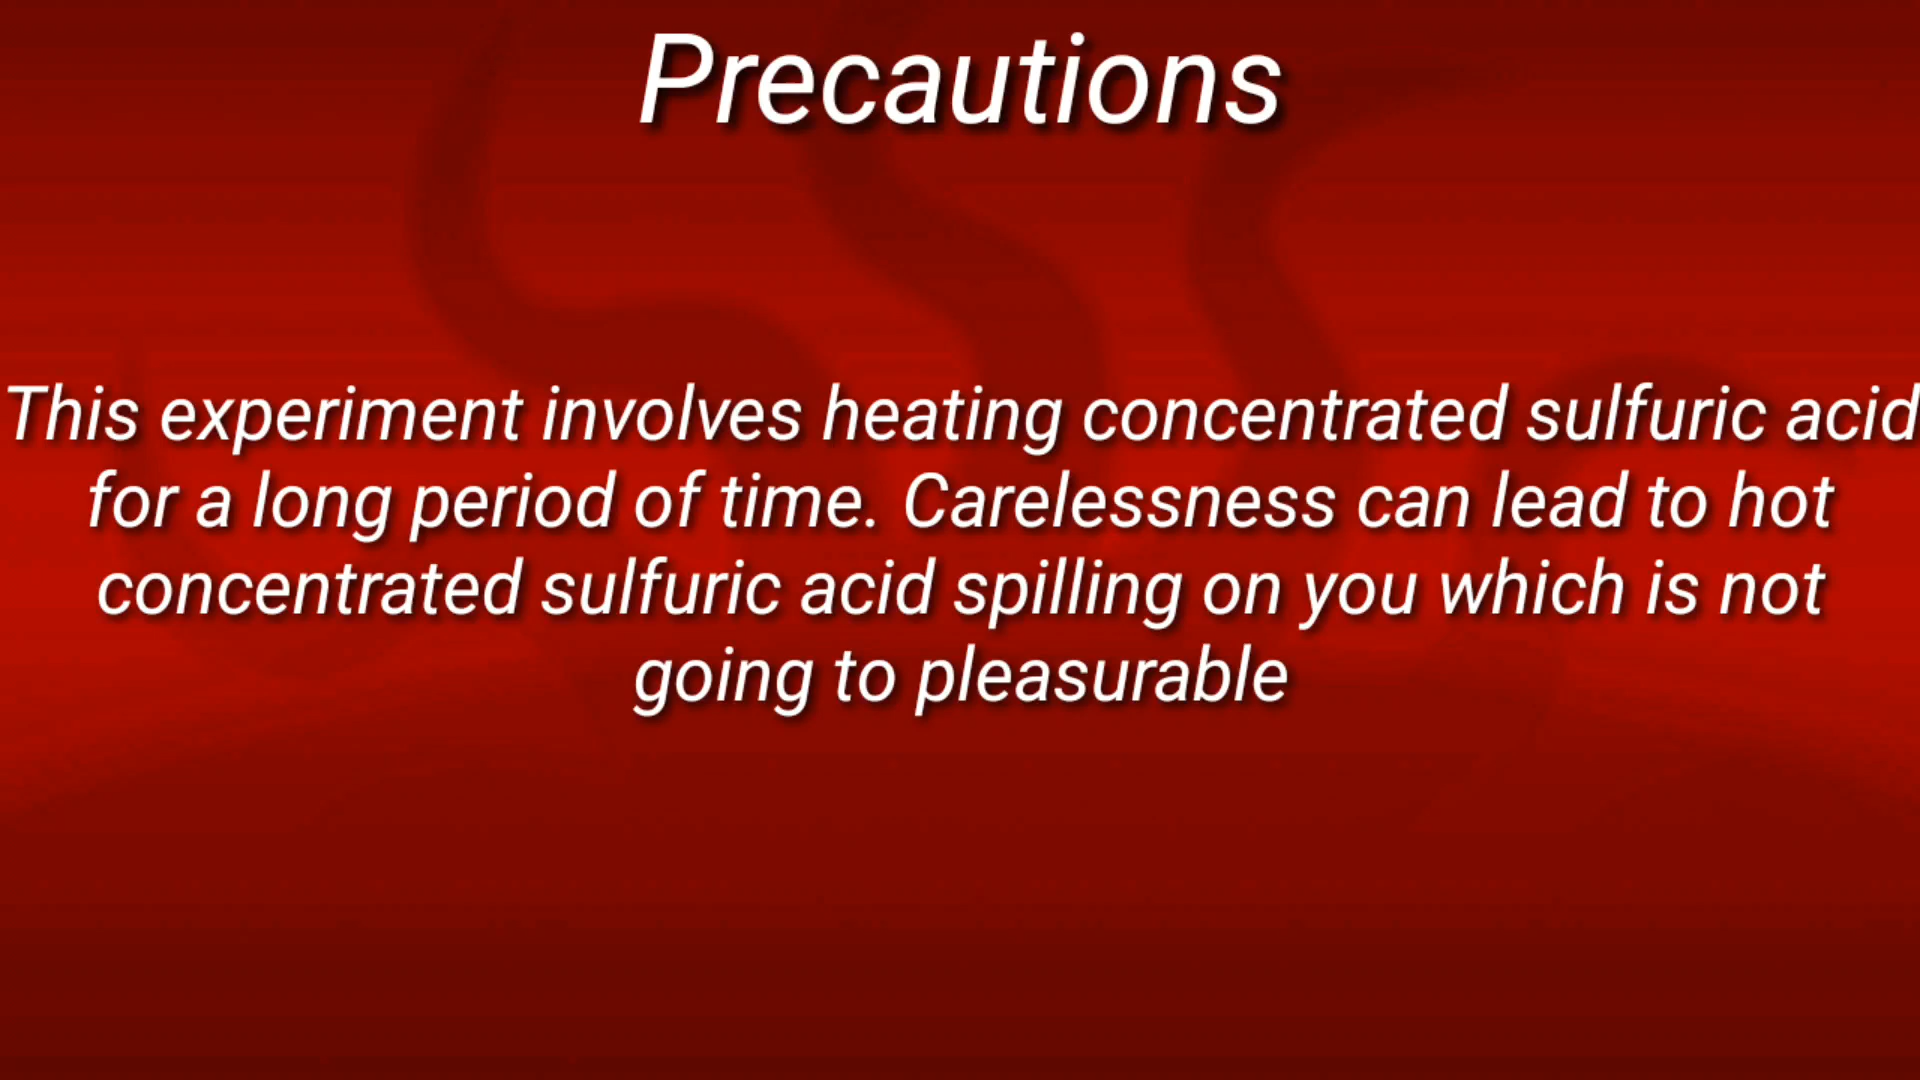 Precautions
This experiment involves heating concentrated sulfuric acid
for a long period of time. Carelessness can lead to hot
concentrated sulfuric acid spilling on you which is not
going to pleasurable